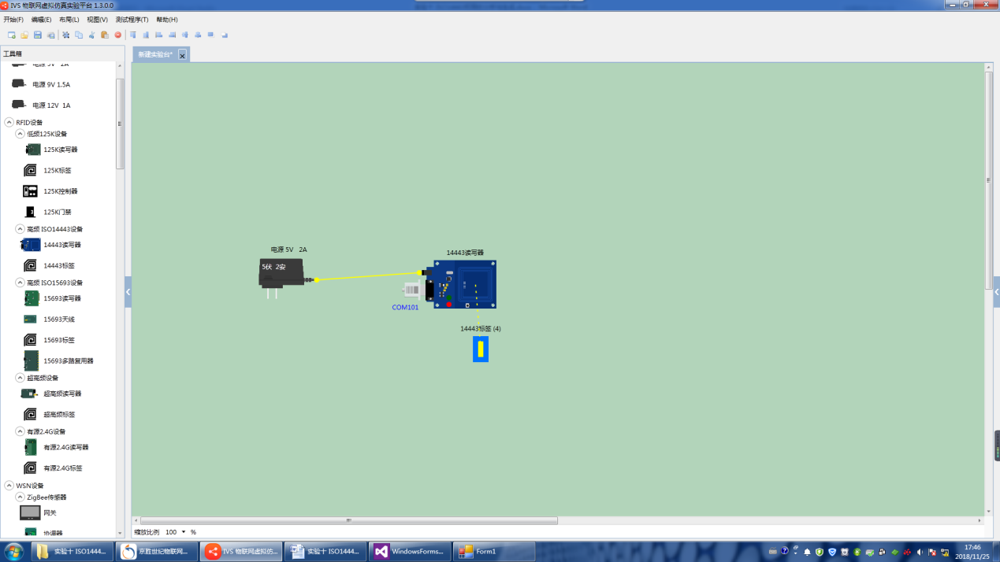 IVS 物联网虚拟仿真实验平台 1.3.0.0
开始(F) 编辑(E) 布局(L) 视图(V) 测试程序(T) 帮助(H)
工具箱
新建实验台*
电源 5V 2A
电源 9V 1.5A
电源 12V 1A
RFID设备
低频125K设备
125K读写器
125K标签
125K控制器
125K门禁
高频 ISO14443设备
14443读写器
14443标签
高频 ISO15693设备
15693读写器
15693天线
15693标签
15693多路复用器
超高频设备
超高频读写器
超高频标签
有源2.4G设备
有源2.4G读写器
有源2.4G标签
WSN设备
ZigBee传感器
网关
协调器
电源 5V 2A
5伏 2安
14443读写器
COM101
14443标签 (4)
缩放比例 100 %
实验十 ISO1444...
京胜世纪物联网...
IVS 物联网虚拟仿...
实验十 ISO1444...
WindowsForms...
Form1
17:46
2018/11/25